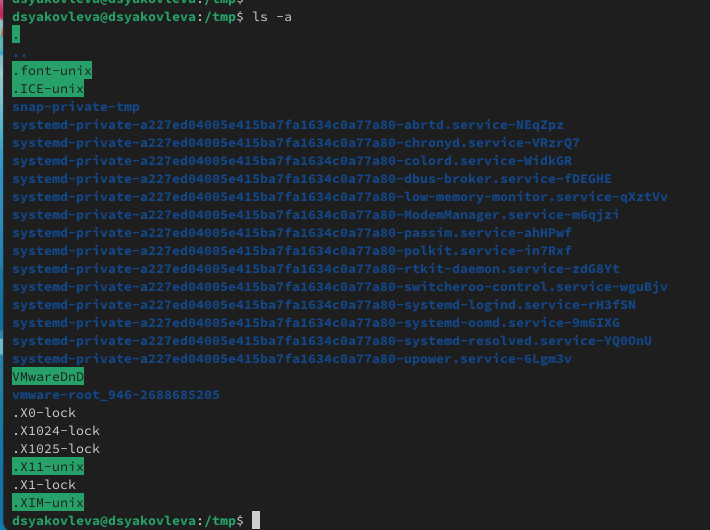 dsyakovleva@dsyakovleva:/tmp$
dsyakovleva@dsyakovleva:/tmp$ ls -a
.
..
.font-unix
.ICE-unix
snap-private-tmp
systemd-private-a227ed04005e415ba7fa1634c0a77a80-abrtd.service-NEqZpz
systemd-private-a227ed04005e415ba7fa1634c0a77a80-chronyd.service-VRzrQ7
systemd-private-a227ed04005e415ba7fa1634c0a77a80-colord.service-WidkGR
systemd-private-a227ed04005e415ba7fa1634c0a77a80-dbus-broker.service-fDEGHE
systemd-private-a227ed04005e415ba7fa1634c0a77a80-low-memory-monitor.service-qXztVv
systemd-private-a227ed04005e415ba7fa1634c0a77a80-ModemManager.service-m6qjzi
systemd-private-a227ed04005e415ba7fa1634c0a77a80-passim.service-ahHPwf
systemd-private-a227ed04005e415ba7fa1634c0a77a80-polkit.service-in7Rxf
systemd-private-a227ed04005e415ba7fa1634c0a77a80-rtkit-daemon.service-zdG8Yt
systemd-private-a227ed04005e415ba7fa1634c0a77a80-switcheroo-control.service-wguBjv
systemd-private-a227ed04005e415ba7fa1634c0a77a80-systemd-logind.service-rH3fSN
systemd-private-a227ed04005e415ba7fa1634c0a77a80-systemd-oomd.service-9m6IXG
systemd-private-a227ed04005e415ba7fa1634c0a77a80-systemd-resolved.service-YQ0OnU
systemd-private-a227ed04005e415ba7fa1634c0a77a80-upower.service-6Lgm3v
VMwareDnD
vmware-root_946-2688685205
.X0-lock
.X1024-lock
.X1025-lock
.X11-unix
.X1-lock
.XIM-unix
dsyakovleva@dsyakovleva:/tmp$